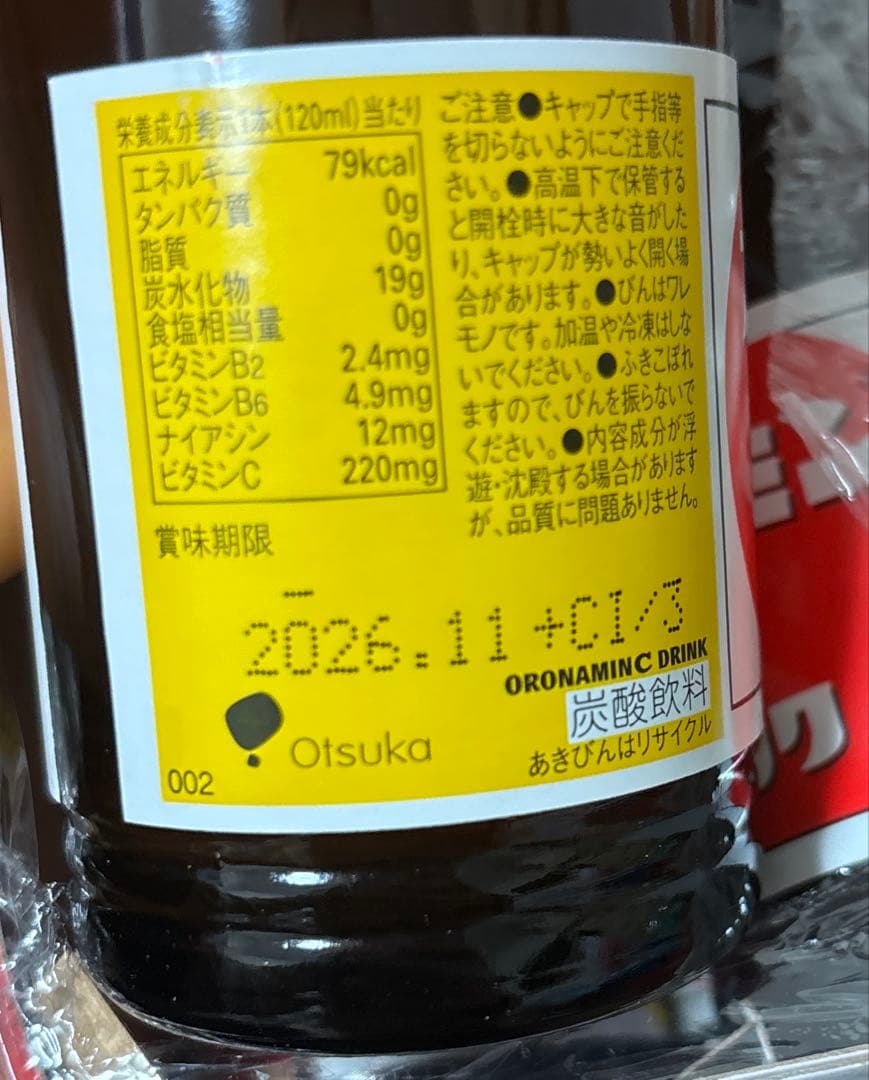 栄養成分表示1本(120ml)当たり
エネルギー 79kcal
タンパク質 0g
脂質 0g
炭水化物 19g
食塩相当量 0g
ビタミンB2 2.4mg
ビタミンB6 4.9mg
ナイアシン 12mg
ビタミンC 220mg
ご注意●キャップで手指等
を切らないようにご注意くだ
さい。●高温下で保管する
と開栓時に大きな音がした
り、キャップが勢いよく開く場
合があります。●びんはワレ
モノです。加温や冷凍はしな
いでください。●ふきこぼれ
ますので、びんを振らないで
ください。●内容成分が浮
遊・沈殿する場合があります
が、品質に問題ありません。
賞味期限
2026.11 +CI/3
ORONAMIN C DRINK
炭酸飲料
あきびんはリサイクル
Otsuka
002
ミン
ク